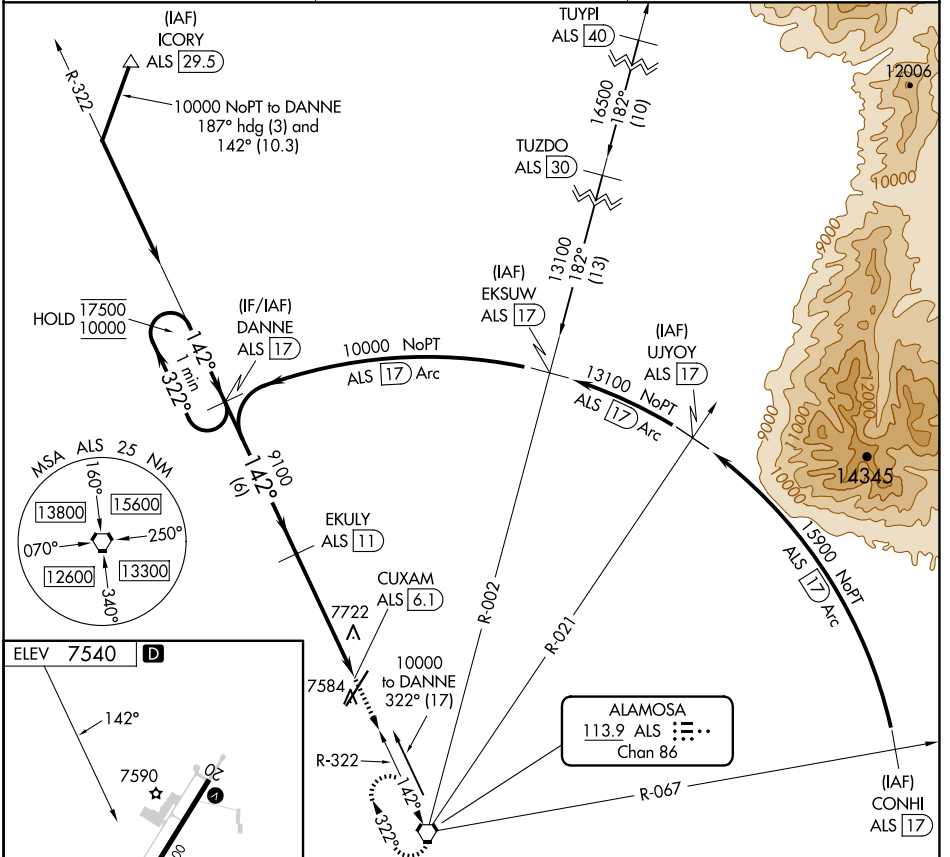 (IAF)
ICORY
ALS 29.5
R-322
10000 NoPT to DANNE
187° hdg (3) and
142° (10.3)
TUYPI
ALS 40
16500
182°
(10)
TUZDO
ALS 30
13100
182°
(13)
12006
10000
9000
HOLD 17500
10000
142°
1 min
322°
(IF/IAF)
DANNE
ALS 17
10000 NoPT
ALS 17 Arc
(IAF)
EKSUW
ALS 17
(IAF)
UJYOY
ALS 17
13100 NoPT
ALS 17 Arc
12000
11000
9000
10000
14345
15900 NoPT
ALS 17 Arc
MSA ALS 25 NM
160°
13800
15600
070°
250°
12600
13300
340°
9100
142°
(6)
EKULY
ALS 11
CUXAM
ALS 6.1
7722
7584
10000
to DANNE
322° (17)
R-322
142°
322°
R-002
R-021
R-067
ALAMOSA
113.9 ALS
Chan 86
(IAF)
CONHI
ALS 17
ELEV 7540 D
142°
7590
20
V